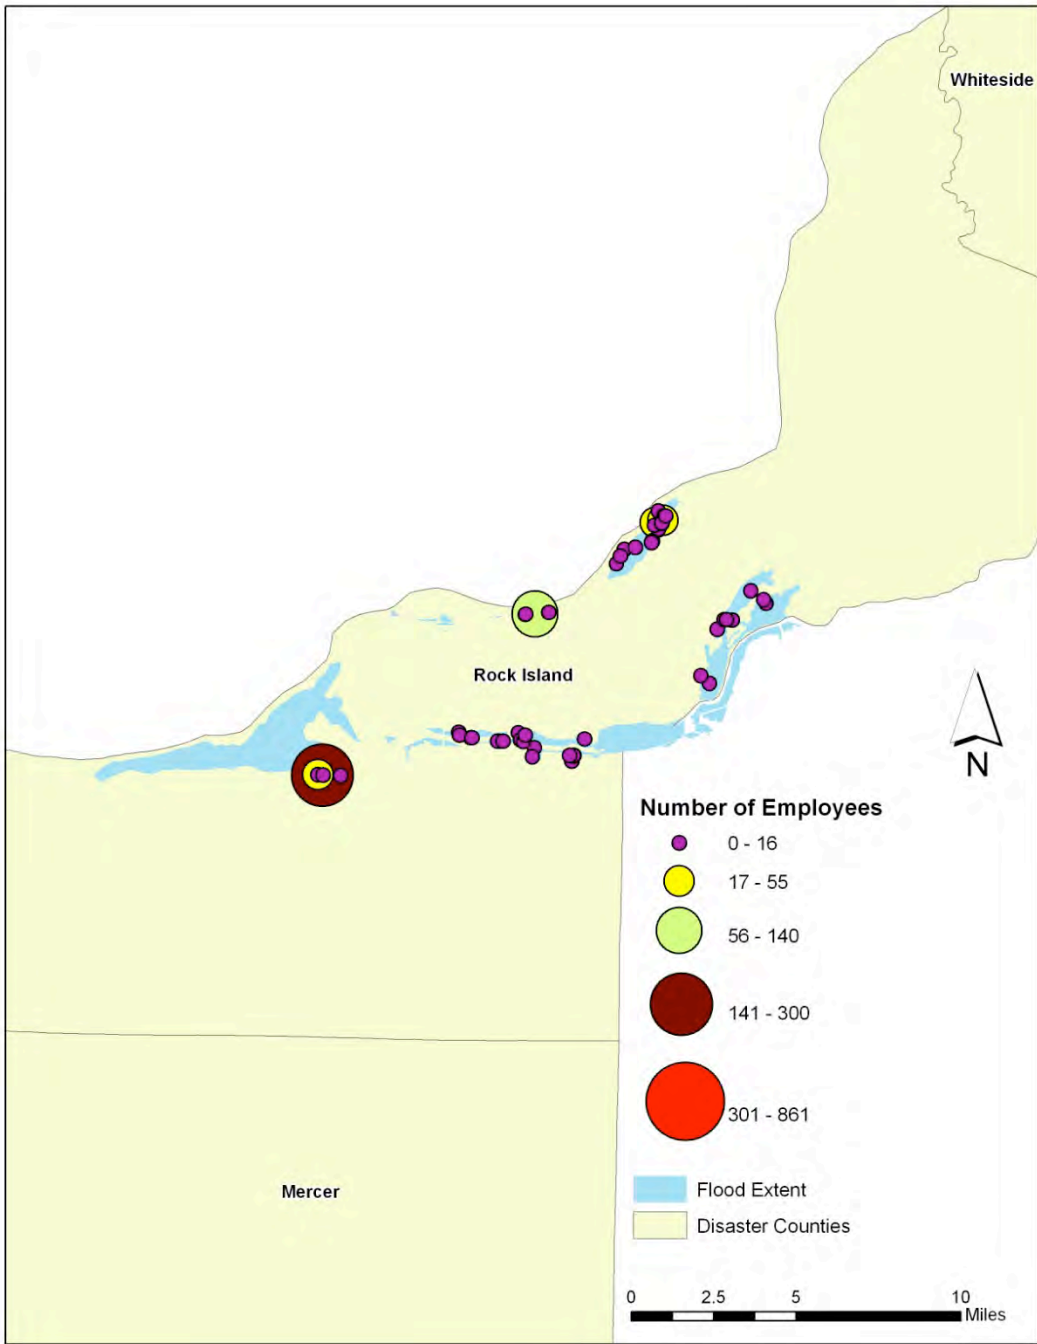 Whiteside
Rock Island
N
Number of Employees
0 - 16
17 - 55
56 - 140
141 - 300
301 - 861
Mercer
Flood Extent
Disaster Counties
0 2.5 5 10
Miles